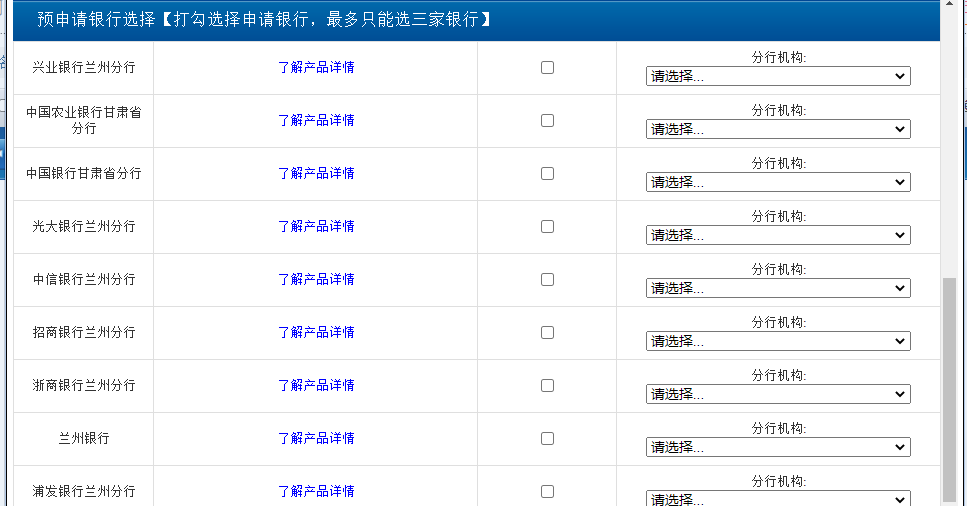 预申请银行选择【打勾选择申请银行，最多只能选三家银行】
兴业银行兰州分行 了解产品详情 分行机构:
请选择...
中国农业银行甘肃省
分行 了解产品详情 分行机构:
请选择...
中国银行甘肃省分行 了解产品详情 分行机构:
请选择...
光大银行兰州分行 了解产品详情 分行机构:
请选择...
中信银行兰州分行 了解产品详情 分行机构:
请选择...
招商银行兰州分行 了解产品详情 分行机构:
请选择...
浙商银行兰州分行 了解产品详情 分行机构:
请选择...
兰州银行 了解产品详情 分行机构:
请选择...
浦发银行兰州分行 了解产品详情 分行机构:
请选择...